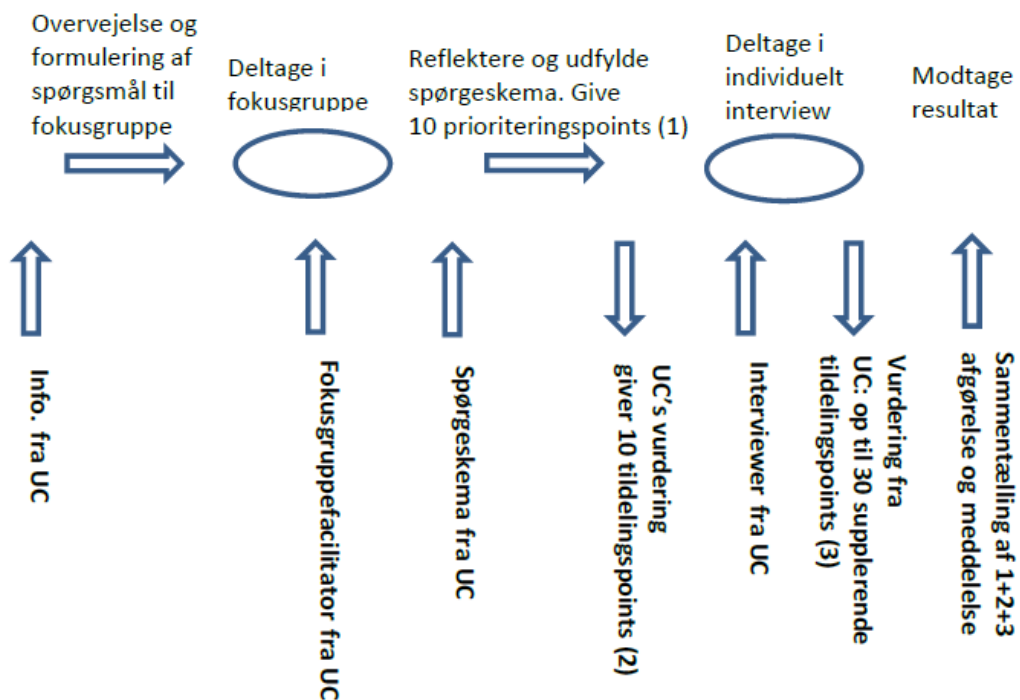 Overvejelse og
formulering af
spørgsmål til
fokusgruppe
Deltage i
fokusgruppe
Reflektere og udfylde
spørgeskema. Give
10 prioriteringspoints (1)
Deltage i
individuelt
interview
Modtage
resultat
Info. fra UC
Fokusgruppefacilitator fra UC
Spørgeskema fra UC
UC's vurdering
giver 10 tildelingspoints (2)
Interviewer fra UC
Vurdering fra
UC: op til 30 supplerende
tildelingspoints (3)
Sammentælling af 1+2+3
afgørelse og meddelelse